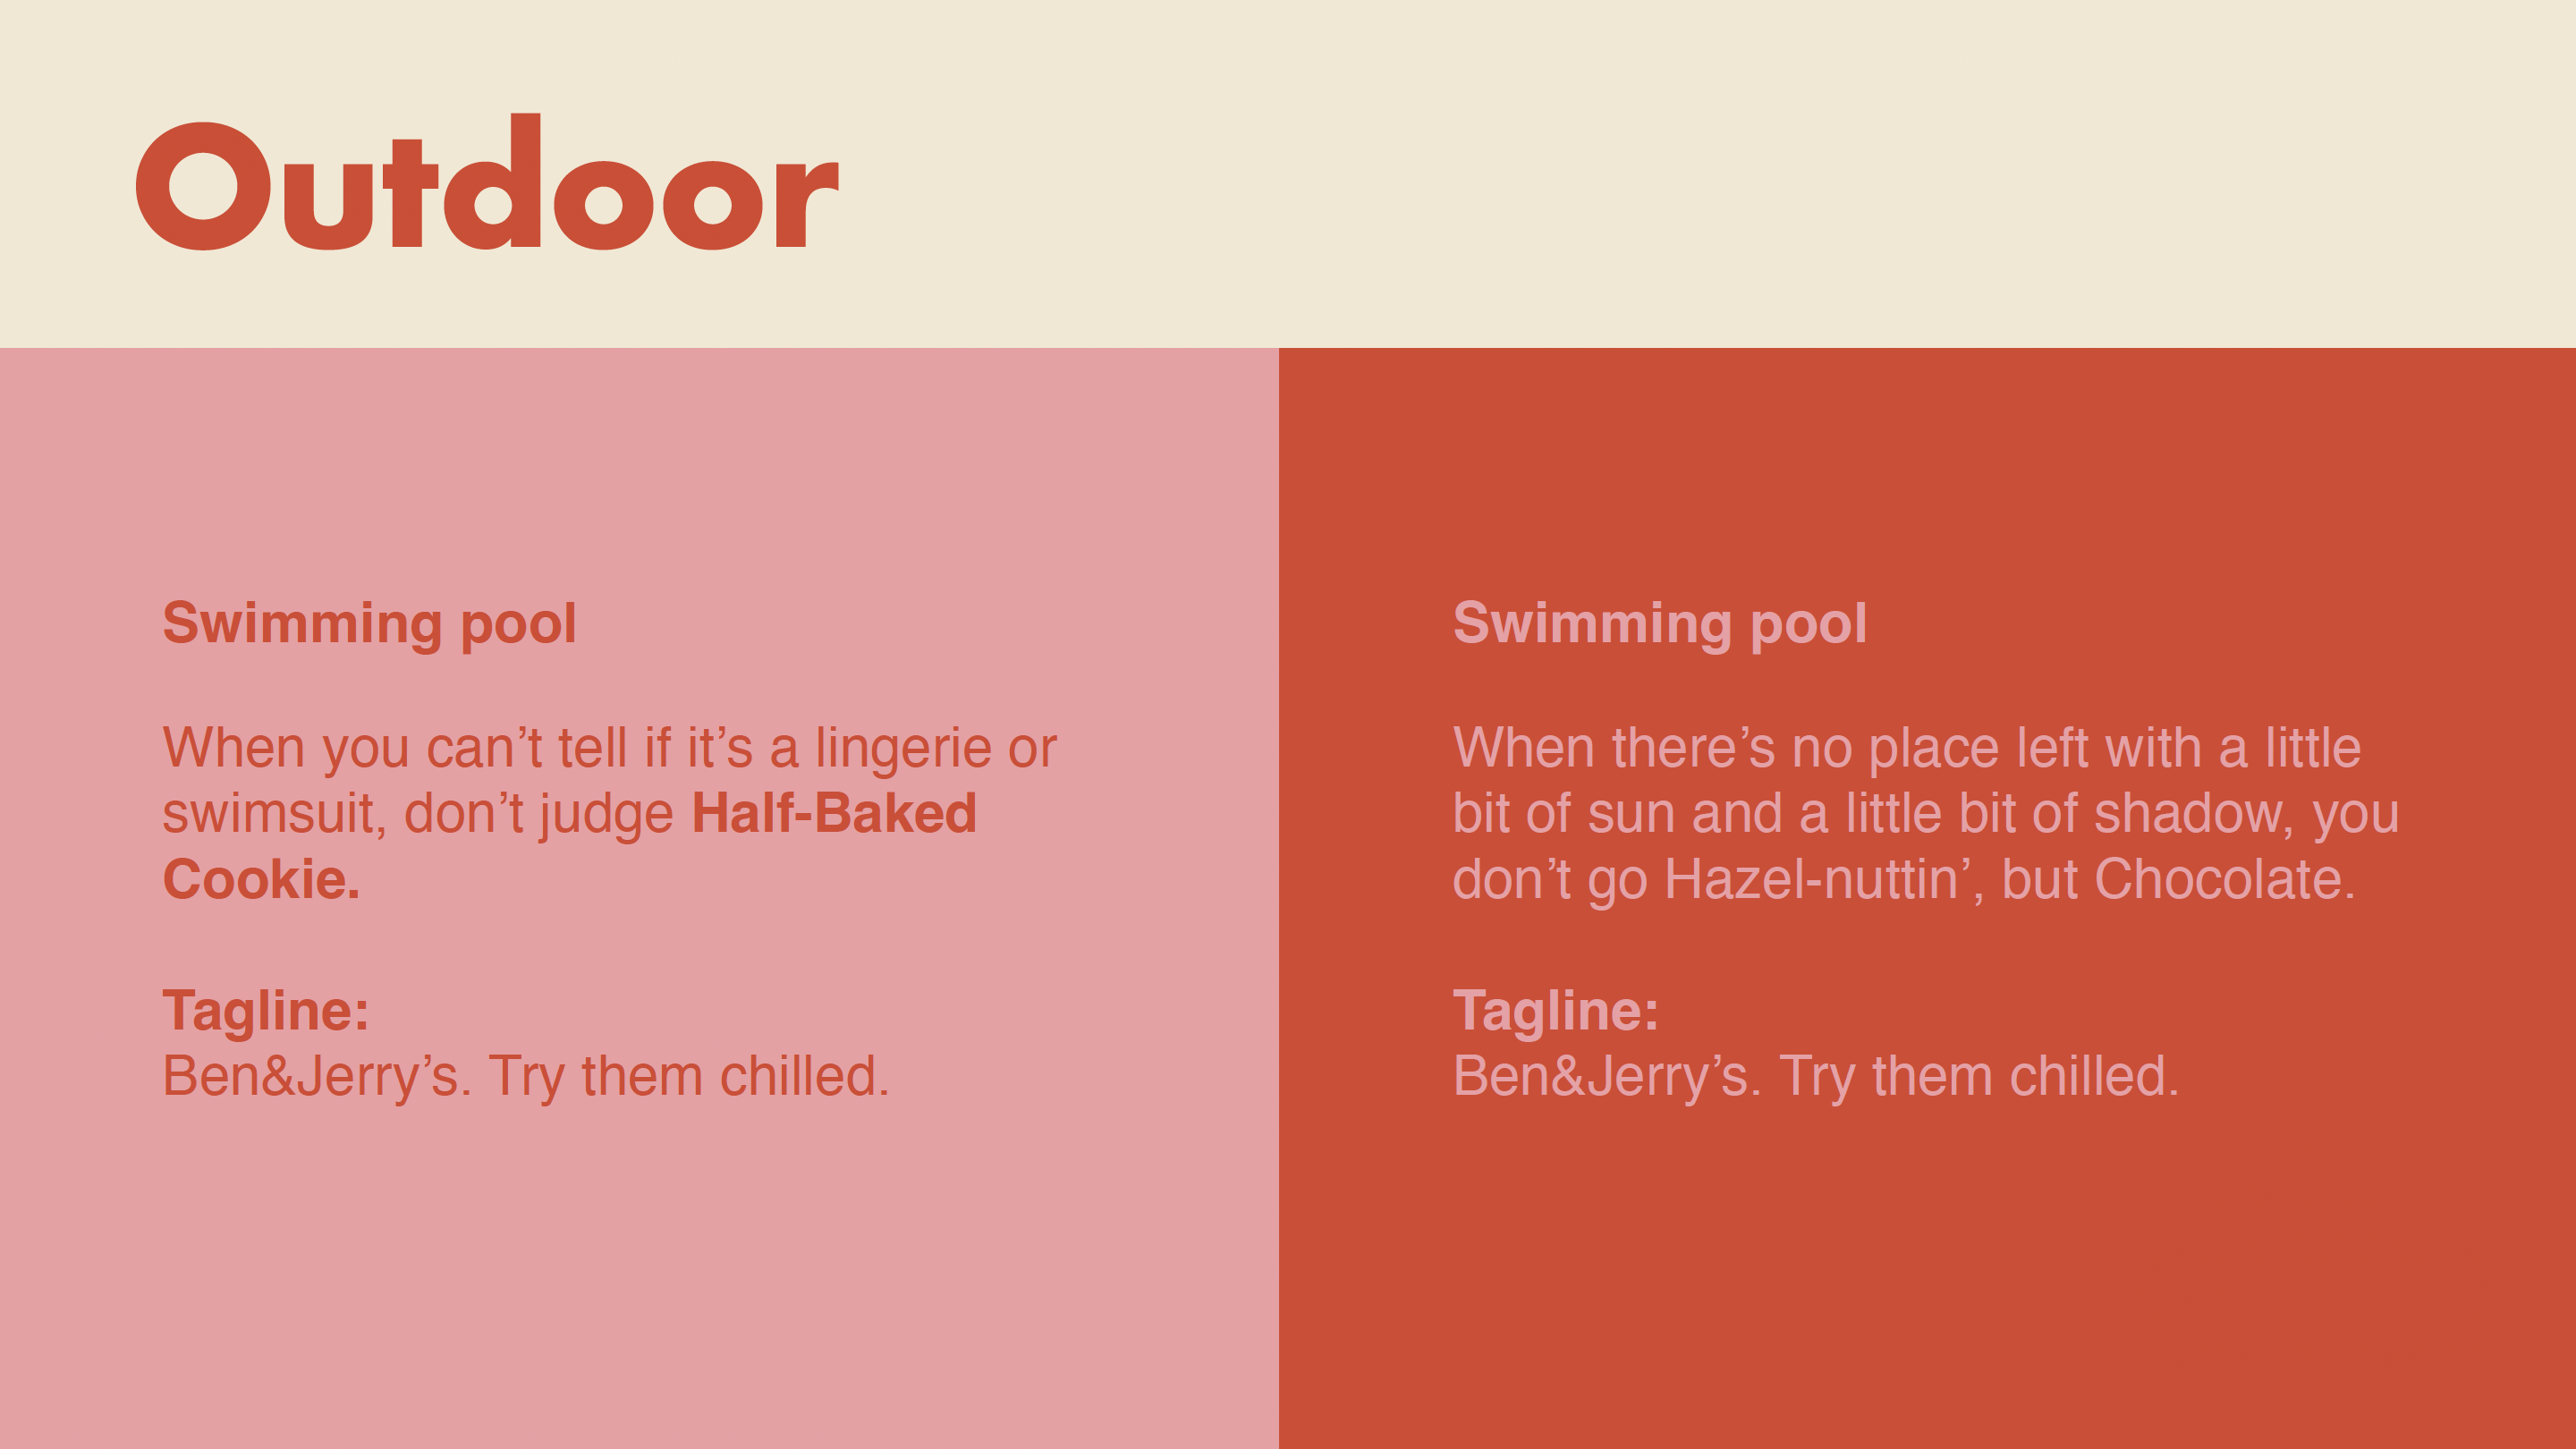 Outdoor
Swimming pool
When you can’t tell if it’s a lingerie or
swimsuit, don’t judge Half-Baked
Cookie.
Tagline:
Ben&Jerry’s. Try them chilled.
Swimming pool
When there’s no place left with a little
bit of sun and a little bit of shadow, you
don’t go Hazel-nuttin’, but Chocolate.
Tagline:
Ben&Jerry’s. Try them chilled.